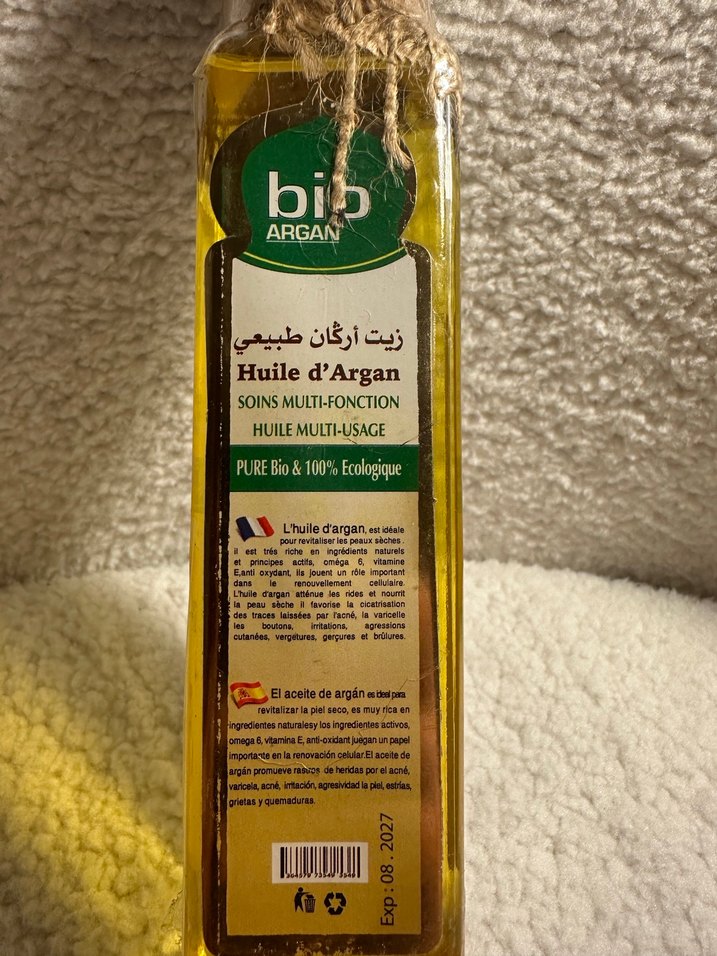 bio
ARGAN
زيت أرڭان طبيعي
Huile d'Argan
SOINS MULTI-FONCTION
HUILE MULTI-USAGE
PURE Bio & 100% Ecologique
L'huile d'argan, est idéale
pour revitaliser les peaux sèches.
il est trés riche en ingrédients naturels
et principes actifs, oméga 6, vitamine
E,anti oxydant, ils jouent un rôle important
dans le renouvellement cellulaire.
L'huile d'argan atténue les rides et nourrit
la peau sèche il favorise la cicatrisation
des traces laissées par l'acné, la varicelle
les boutons, irritations, agressions
cutanées, vergetures, gerçures et brûlures.
El aceite de argán es ideal para
revitalizar la piel seco, es muy rica en
ingredientes naturalesy los ingredientes activos,
omega 6, vitamina E, anti-oxidant juegan un papel
importante en la renovación celular.El aceite de
argán promueve rastros de heridas por el acné,
varicela, acné, irritación, agresividad la piel, estrías,
grietas y quemaduras.
Exp : 08 . 2027